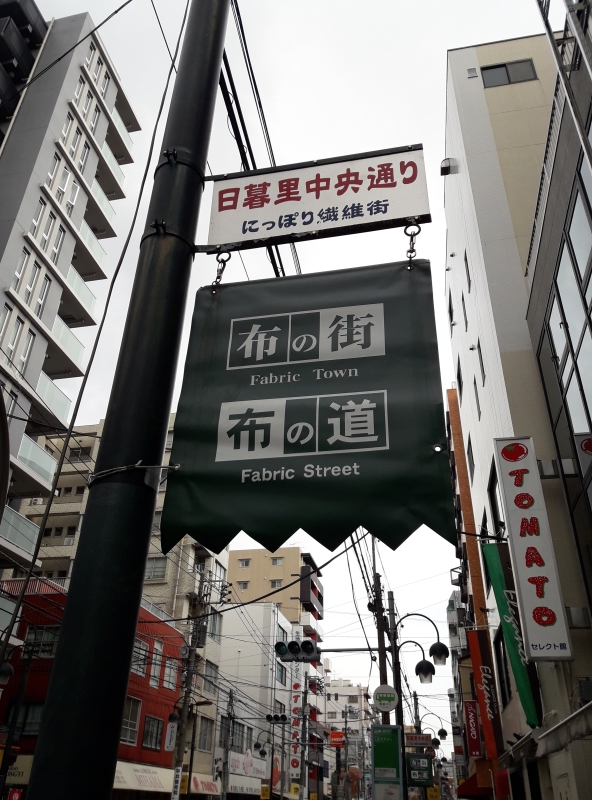 日暮里中央通り
にっぽり繊維街
布の街
Fabric Town
布の道
Fabric Street
TOMATO
セレクト館
Elegance